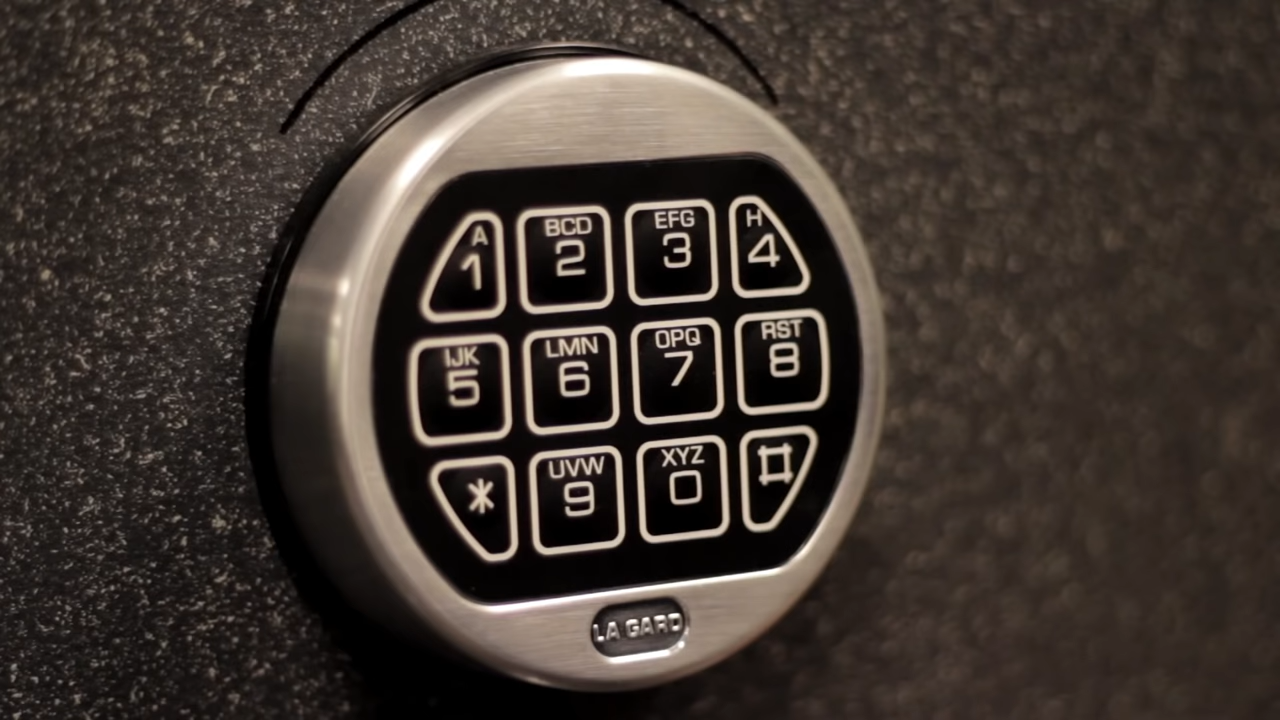 A BCD EFG H
1 2 3 4
IJK LMN OPQ RST
5 6 7 8
UVW XYZ
* 9 0 #
LA GARD